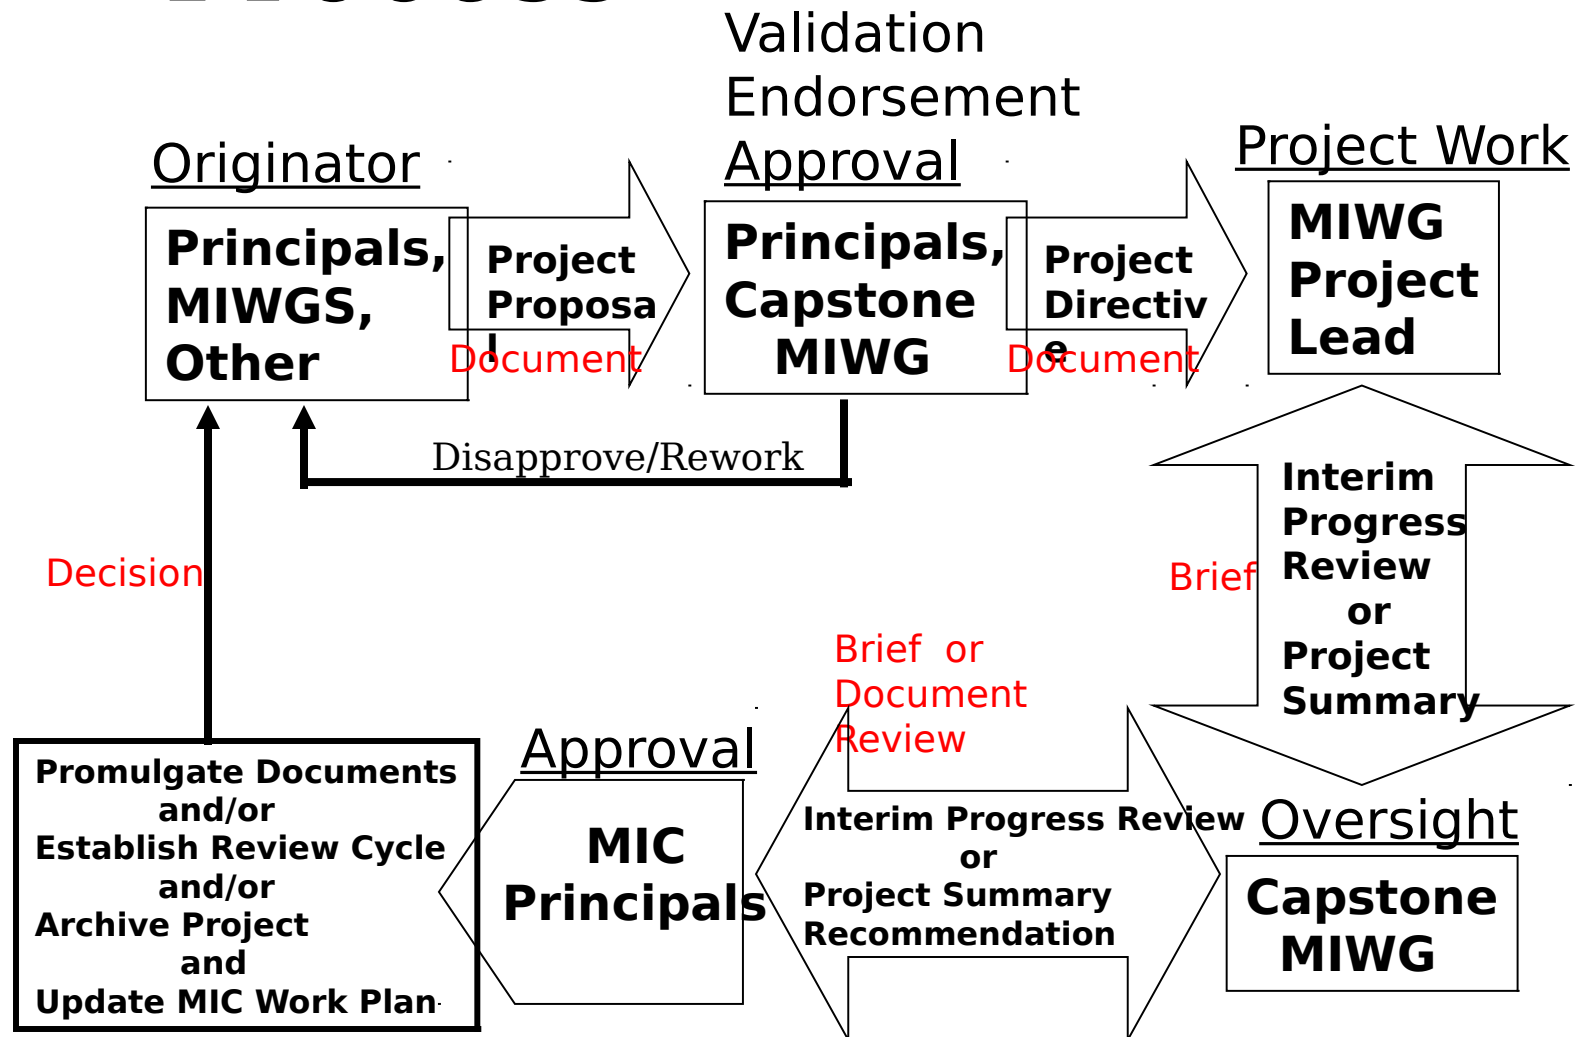 Validation
Endorsement
Approval
Originator
Project Work
Principals,
MIWGS,
Other
Project
Proposa
l
Document
Principals,
Capstone
MIWG
Project
Directiv
e
Document
MIWG
Project
Lead
Disapprove/Rework
Decision
Brief
Interim
Progress
Review
or
Project
Summary
Brief or
Document
Review
Approval
MIC
Principals
Interim Progress Review
or
Project Summary
Recommendation
Oversight
Capstone
MIWG
Promulgate Documents
and/or
Establish Review Cycle
and/or
Archive Project
and
Update MIC Work Plan